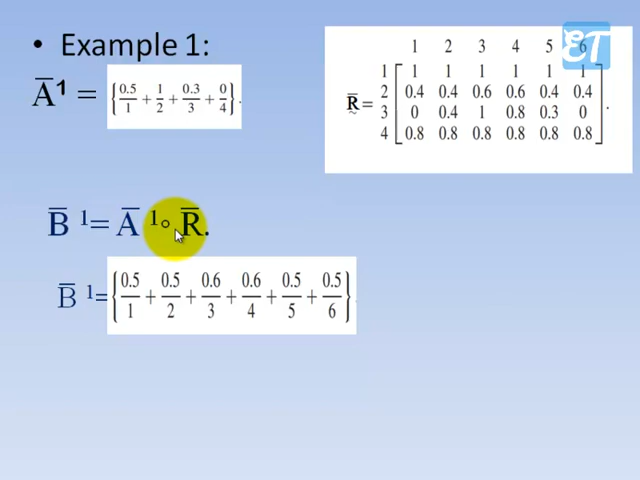 • Example 1:
A̅¹ = {0.5/1 + 1/2 + 0.3/3 + 0/4}.
1 2 3 4 5 6
1 1 1 1 1 1 1
2 0.4 0.4 0.6 0.6 0.4 0.4
R̅ = 3 0 0.4 1 0.8 0.3 0 .
4 0.8 0.8 0.8 0.8 0.8 0.8
B̅ ¹= A̅ ¹∘ R̅.
B̅ ¹= {0.5/1 + 0.5/2 + 0.6/3 + 0.6/4 + 0.5/5 + 0.5/6}.
ET